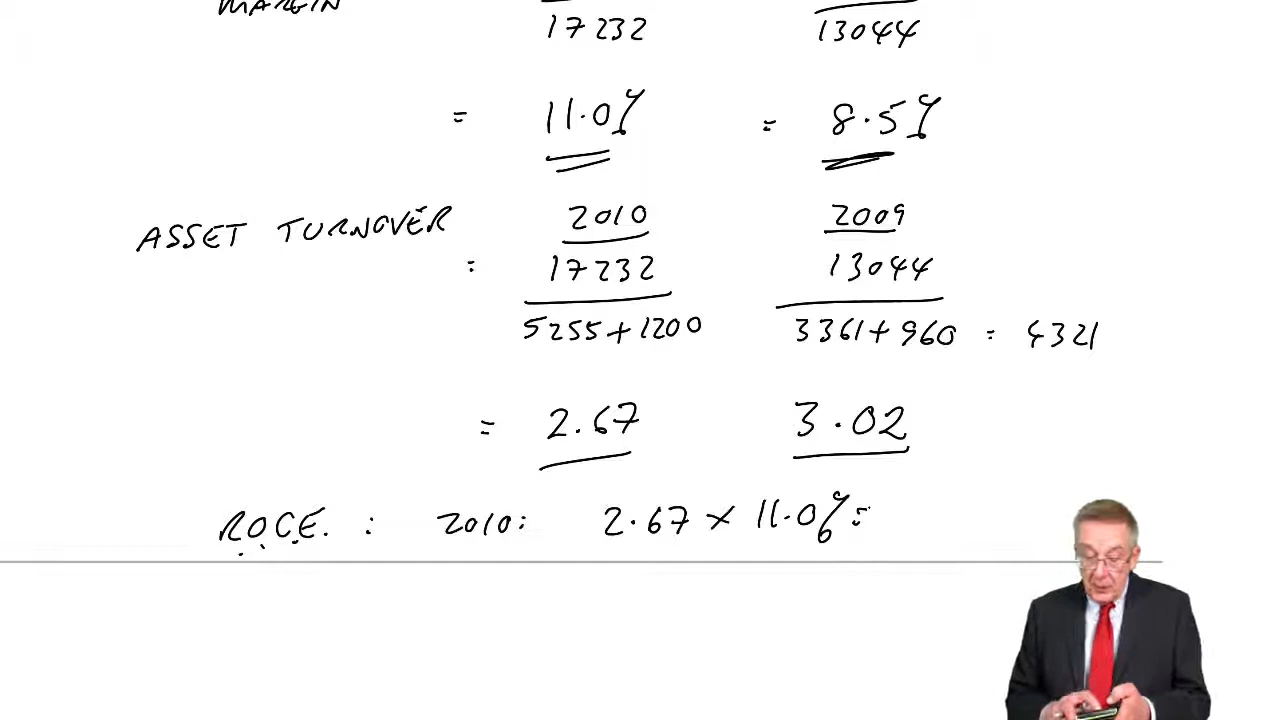 MARGIN
17232 13044
= 11.0% = 8.5%
2010 2009
ASSET TURNOVER = 17232 13044
5255+1200 3361+960 = 4321
= 2.67 3.02
R.O.C.E. : 2010: 2.67 × 11.0% =